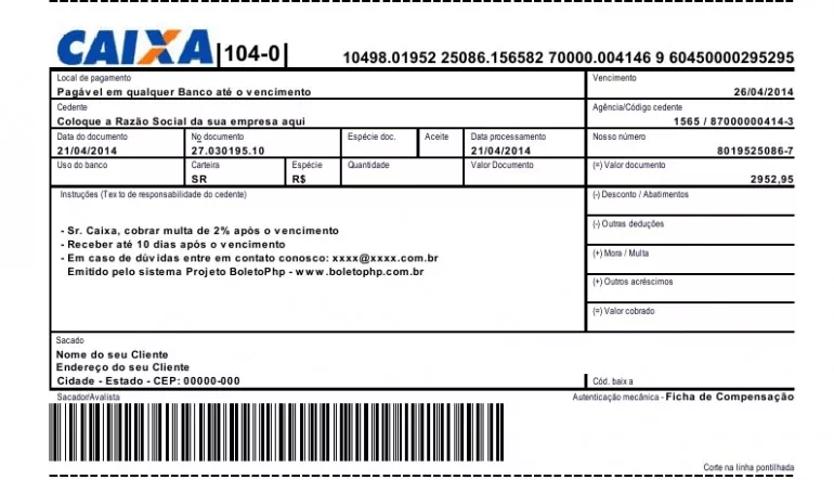 CAIXA |104-0| 10498.01952 25086.156582 70000.004146 9 60450000295295
Local de pagamento Vencimento
Pagável em qualquer Banco até o vencimento 26/04/2014
Cedente Agência/Código cedente
Coloque a Razão Social da sua empresa aqui 1565 / 87000000414-3
Data do documento No documento Espécie doc. Aceite Data processamento Nosso número
21/04/2014 27.030195.10 21/04/2014 8019525086-7
Uso do banco Carteira Espécie Quantidade Valor Documento (=) Valor documento
SR R$ 2952,95
Instruções (Texto de responsabilidade do cedente) (-) Desconto / Abatimentos
(-) Outras deduções
- Sr. Caixa, cobrar multa de 2% após o vencimento
- Receber até 10 dias após o vencimento
(+) Mora / Multa
- Em caso de dúvidas entre em contato conosco: xxxx@xxxx.com.br
Emitido pelo sistema Projeto BoletoPhp - www.boletophp.com.br
(+) Outros acréscimos
(=) Valor cobrado
Sacado
Nome do seu Cliente
Endereço do seu Cliente
Cidade - Estado - CEP: 00000-000 Cód. baixa
Sacador/Avalista Autenticação mecânica - Ficha de Compensação
Corte na linha pontilhada